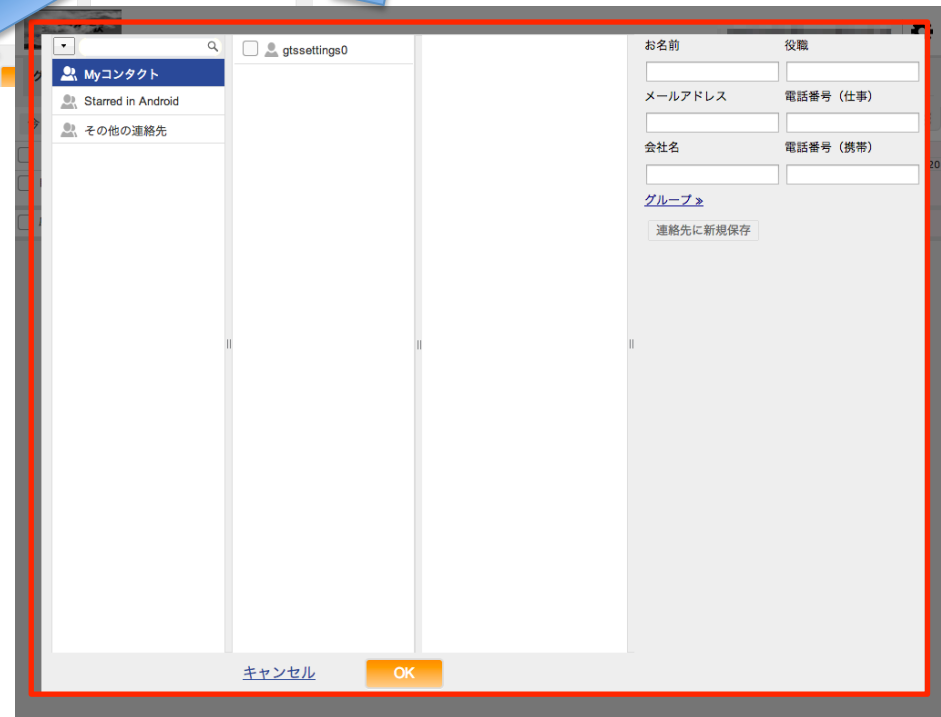 Myコンタクト
Starred in Android
その他の連絡先
gtssettings0
お名前 役職
メールアドレス 電話番号（仕事）
会社名 電話番号（携帯）
グループ »
連絡先に新規保存
キャンセル OK
20